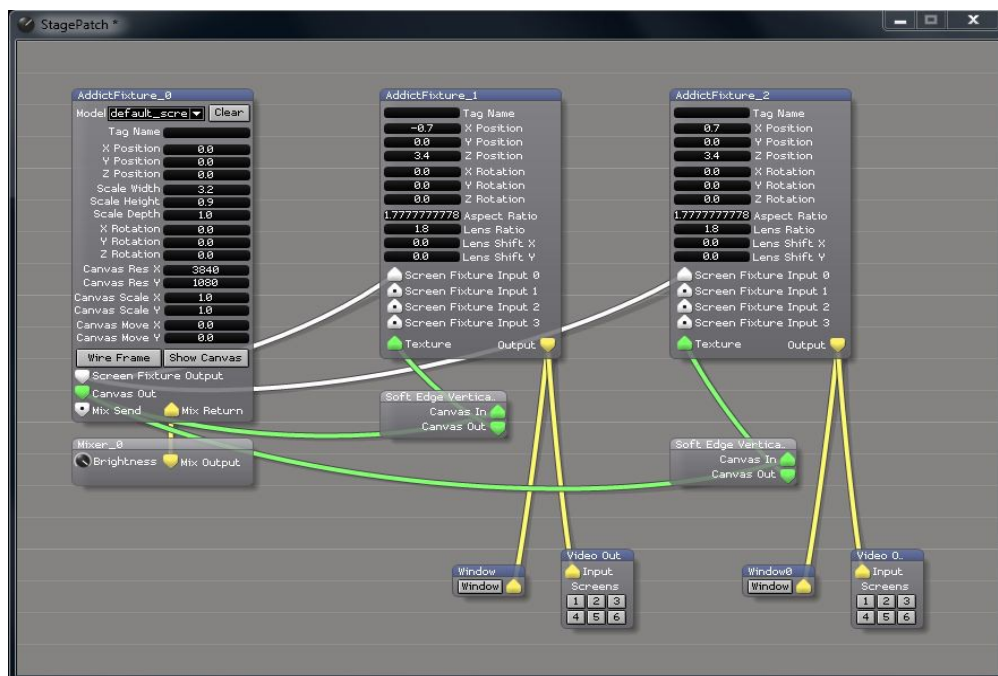 StagePatch *
AddictFixture_0
Model default_scre Clear
Tag Name
X Position 0.0
Y Position 0.0
Z Position 0.0
Scale Width 3.2
Scale Height 0.9
Scale Depth 1.0
X Rotation 0.0
Y Rotation 0.0
Z Rotation 0.0
Canvas Res X 3840
Canvas Res Y 1080
Canvas Scale X 1.0
Canvas Scale Y 1.0
Canvas Move X 0.0
Canvas Move Y 0.0
Wire Frame Show Canvas
Screen Fixture Output
Canvas Out
Mix Send Mix Return
Mixer_0
Brightness Mix Output
AddictFixture_1
Tag Name
-0.7 X Position
0.0 Y Position
3.4 Z Position
0.0 X Rotation
0.0 Y Rotation
0.0 Z Rotation
1.7777777778 Aspect Ratio
1.8 Lens Ratio
0.0 Lens Shift X
0.0 Lens Shift Y
Screen Fixture Input 0
Screen Fixture Input 1
Screen Fixture Input 2
Screen Fixture Input 3
Texture Output
Soft Edge Vertica..
Canvas In
Canvas Out
Window
Window
Video Out
Input
Screens
1 2 3
4 5 6
AddictFixture_2
Tag Name
0.7 X Position
0.0 Y Position
3.4 Z Position
0.0 X Rotation
0.0 Y Rotation
0.0 Z Rotation
1.7777777778 Aspect Ratio
1.8 Lens Ratio
0.0 Lens Shift X
0.0 Lens Shift Y
Screen Fixture Input 0
Screen Fixture Input 1
Screen Fixture Input 2
Screen Fixture Input 3
Texture Output
Soft Edge Vertica..
Canvas In
Canvas Out
Window0
Window
Video O..
Input
Screens
1 2 3
4 5 6